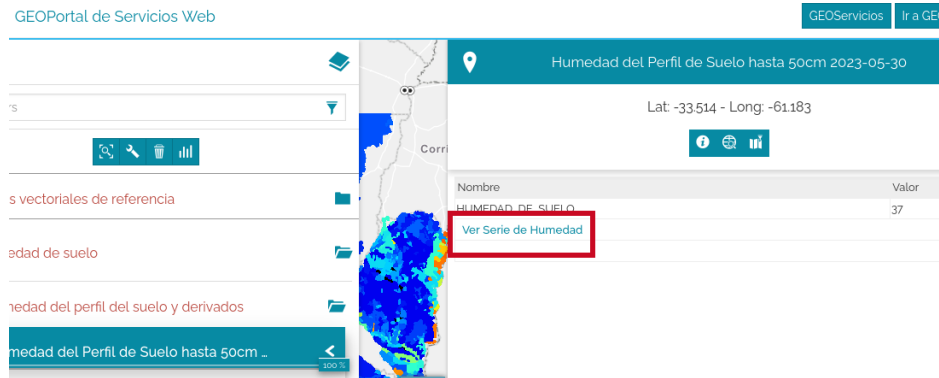 GEOPortal de Servicios Web
GEOServicios
Ir a GE
Humedad del Perfil de Suelo hasta 50cm 2023-05-30
rs
Lat: -33.514 - Long: -61.183
Corri
s vectoriales de referencia
Nombre
Valor
HUMEDAD_DE_SUELO
37
Ver Serie de Humedad
edad de suelo
medad del perfil del suelo y derivados
medad del Perfil de Suelo hasta 50cm ...
100 %